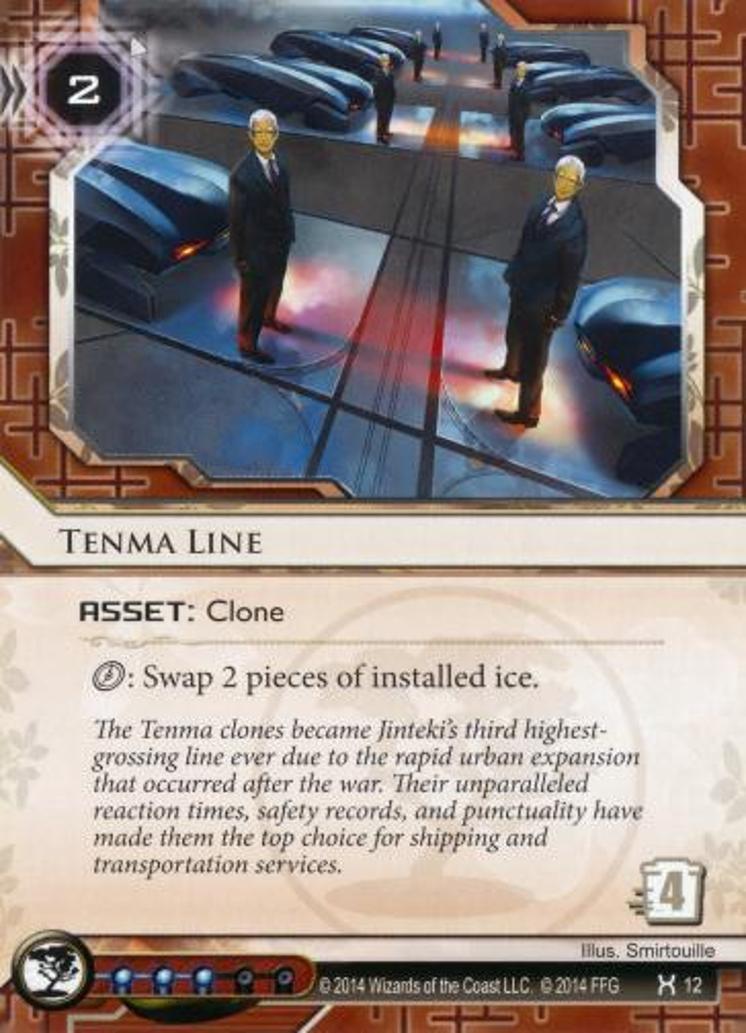 2
TENMA LINE
ASSET: Clone
: Swap 2 pieces of installed ice.
The Tenma clones became Jinteki's third highest-
grossing line ever due to the rapid urban expansion
that occurred after the war. Their unparalleled
reaction times, safety records, and punctuality have
made them the top choice for shipping and
transportation services.
4
Illus. Smirtouille
© 2014 Wizards of the Coast LLC. © 2014 FFG 12